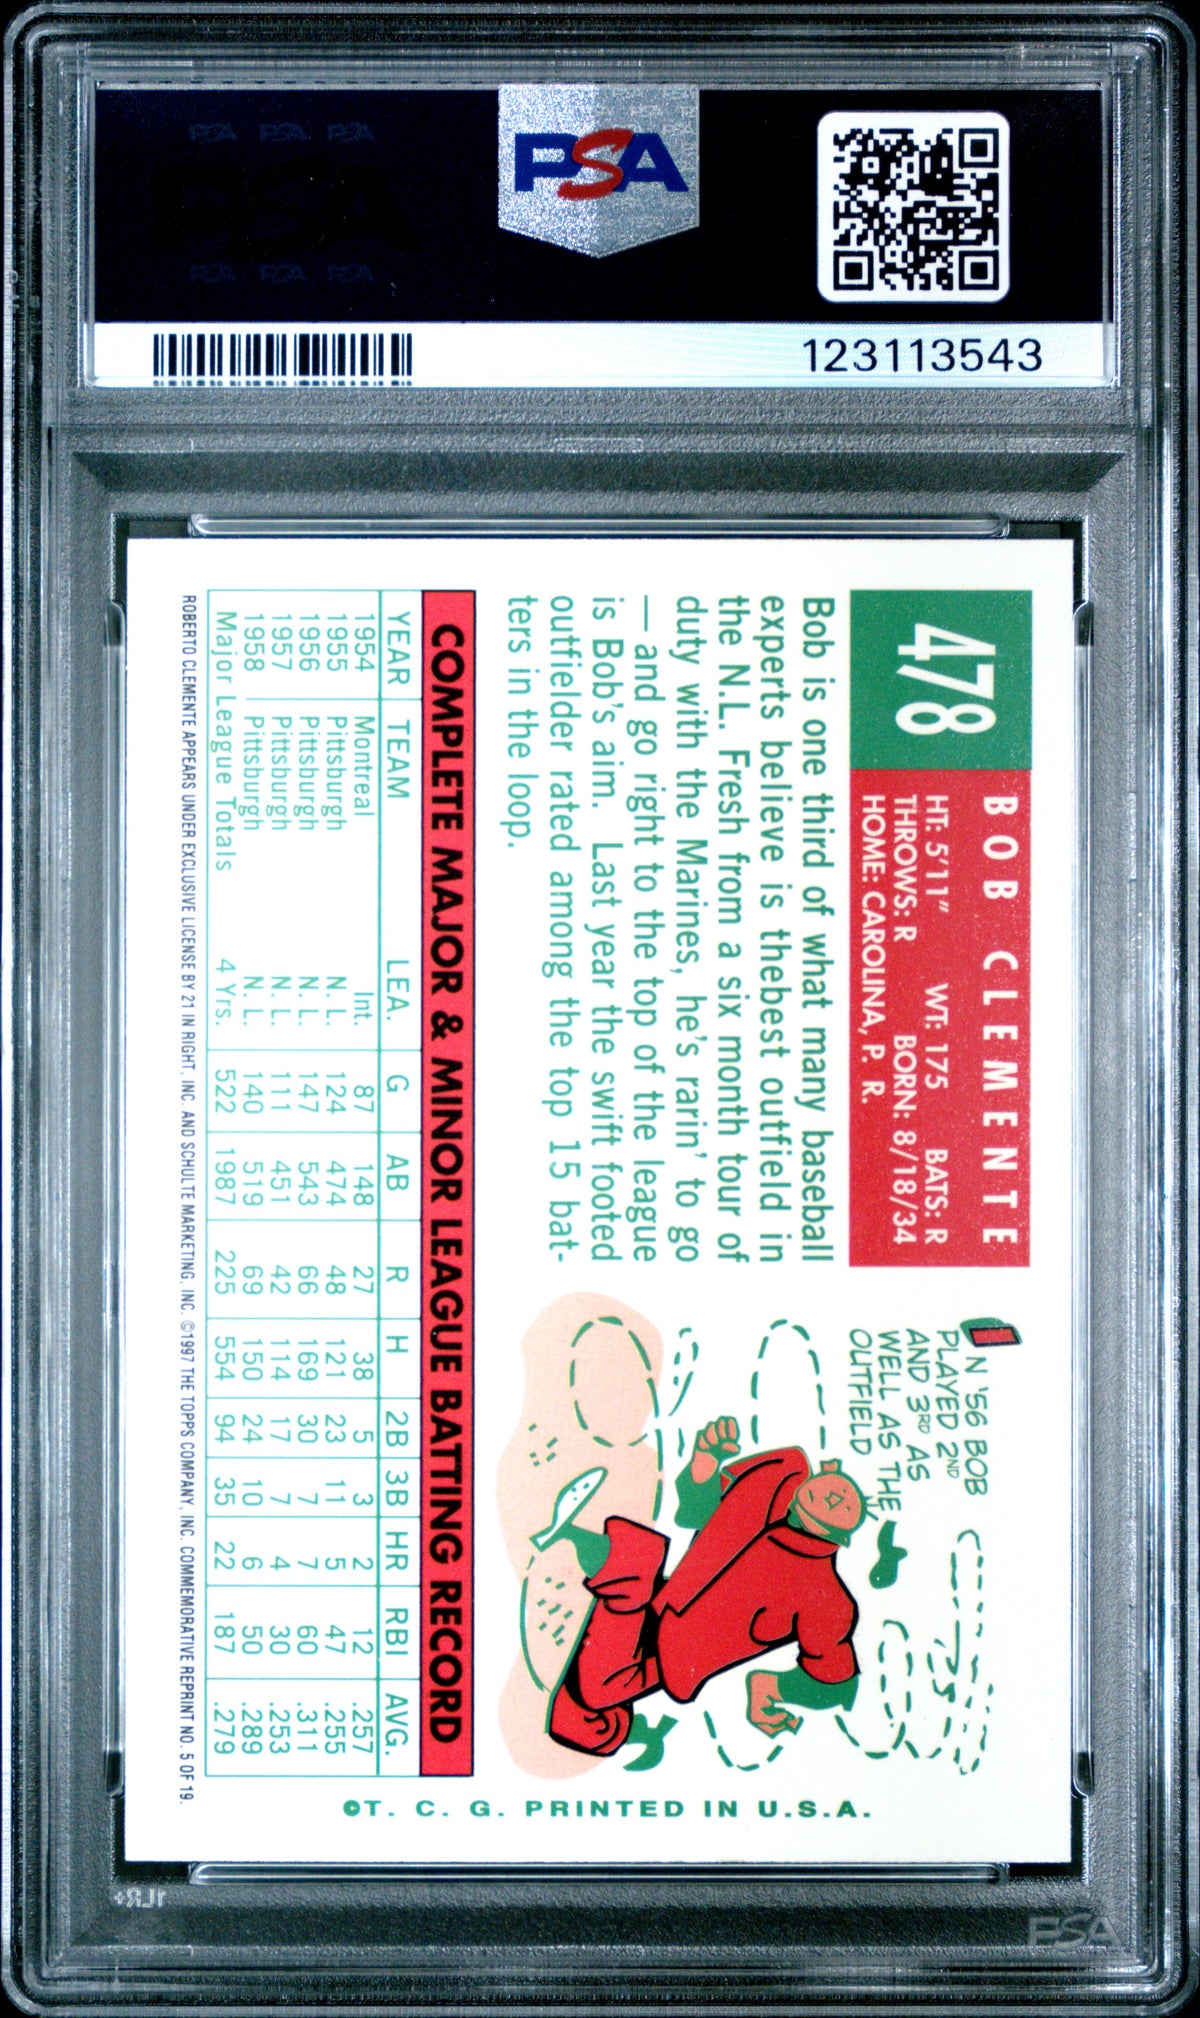 PSA PSA PSA
PSA
PSA PSA PSA
PSA
123113543
478
BOB CLEMENTE
HT: 5'11" WT: 175 BATS: R
THROWS: R BORN: 8/18/34
HOME: CAROLINA, P. R.
Bob is one third of what many baseball
experts believe is thebest outfield in
the N.L. Fresh from a six month tour of
duty with the Marines, he's rarin' to go
—and go right to the top of the league
is Bob's aim. Last year the swift footed
outfielder rated among the top 15 bat-
ters in the loop.
IN '56 BOB
PLAYED 2ND
AND 3RD AS
WELL AS THE
OUTFIELD
COMPLETE MAJOR & MINOR LEAGUE BATTING RECORD
YEAR TEAM LEA. G AB R H 2B 3B HR RBI AVG.
1954 Montreal Int. 87 148 27 38 5 3 2 12 .257
1955 Pittsburgh N. L. 124 474 48 121 23 11 5 47 .255
1956 Pittsburgh N. L. 147 543 66 169 30 7 7 60 .311
1957 Pittsburgh N. L. 111 451 42 114 17 7 4 30 .253
1958 Pittsburgh N. L. 140 519 69 150 24 10 6 50 .289
Major League Totals 4 Yrs. 522 1987 225 554 94 35 22 187 .279
ROBERTO CLEMENTE APPEARS UNDER EXCLUSIVE LICENSE BY 21 IN RIGHT, INC. AND SCHULTE MARKETING, INC. ©1997 THE TOPPS COMPANY, INC. COMMEMORATIVE REPRINT NO. 5 OF 19.
©T. C. G. PRINTED IN U.S.A.
PSA